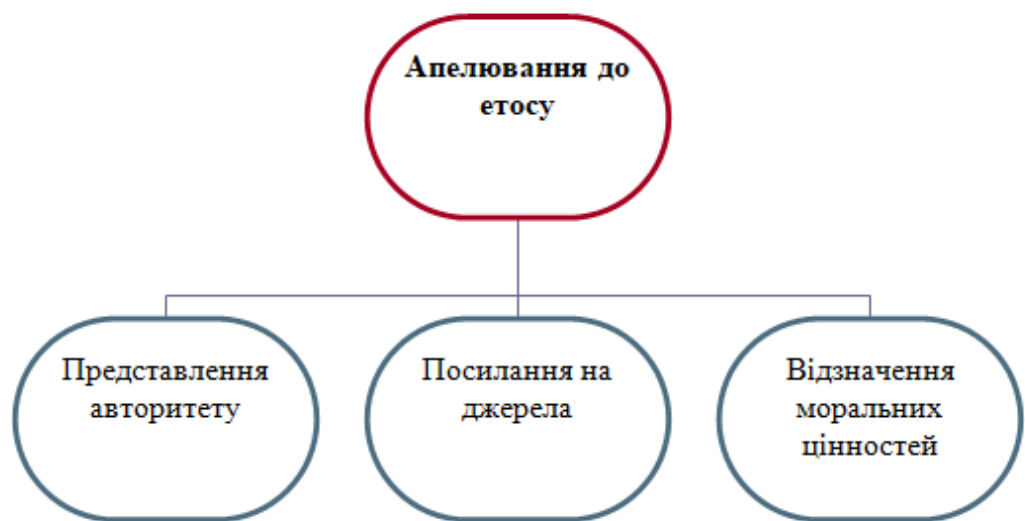 Апелювання до
етосу
Представлення
авторитету
Посилання на
джерела
Відзначення
моральних
цінностей